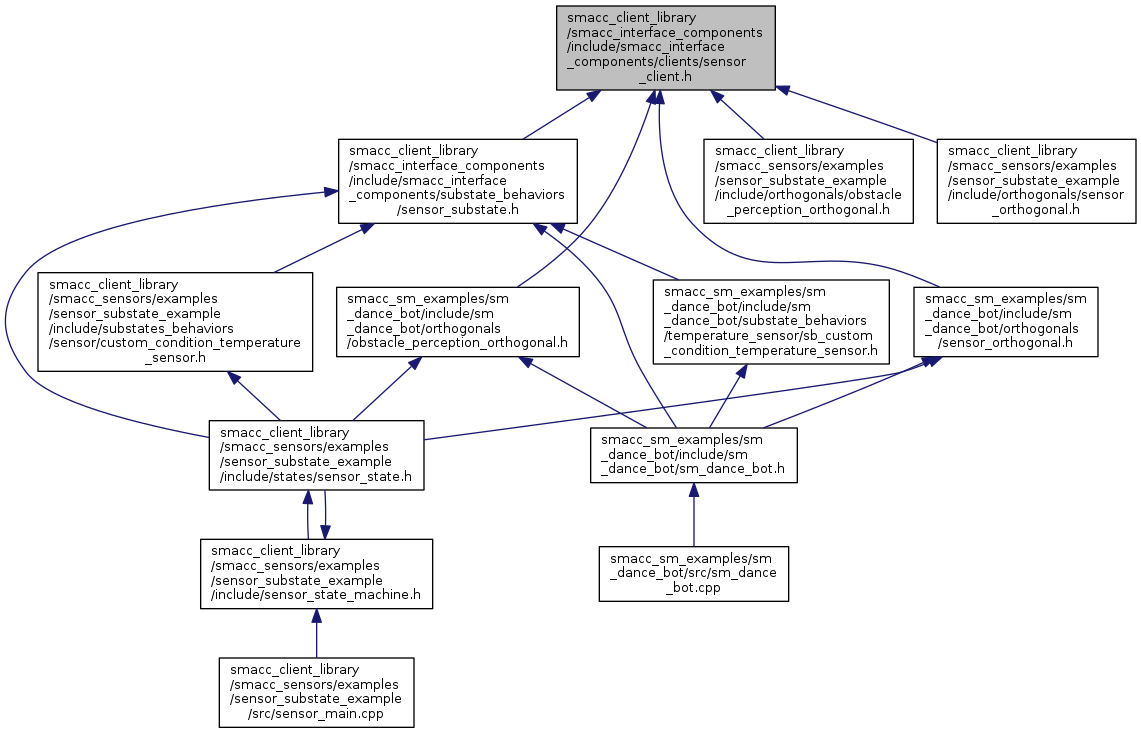 smacc_client_library
/smacc_interface_components
/include/smacc_interface
_components/clients/sensor
_client.h
smacc_client_library
/smacc_interface_components
/include/smacc_interface
_components/substate_behaviors
/sensor_substate.h
smacc_client_library
/smacc_sensors/examples
/sensor_substate_example
/include/orthogonals/obstacle
_perception_orthogonal.h
smacc_client_library
/smacc_sensors/examples
/sensor_substate_example
/include/orthogonals/sensor
_orthogonal.h
smacc_client_library
/smacc_sensors/examples
/sensor_substate_example
/include/substates_behaviors
/sensor/custom_condition_temperature
_sensor.h
smacc_sm_examples/sm
_dance_bot/include/sm
_dance_bot/orthogonals
/obstacle_perception_orthogonal.h
smacc_sm_examples/sm
_dance_bot/include/sm
_dance_bot/substate_behaviors
/temperature_sensor/sb_custom
_condition_temperature_sensor.h
smacc_sm_examples/sm
_dance_bot/include/sm
_dance_bot/orthogonals
/sensor_orthogonal.h
smacc_client_library
/smacc_sensors/examples
/sensor_substate_example
/include/states/sensor_state.h
smacc_sm_examples/sm
_dance_bot/include/sm
_dance_bot/sm_dance_bot.h
smacc_client_library
/smacc_sensors/examples
/sensor_substate_example
/include/sensor_state_machine.h
smacc_sm_examples/sm
_dance_bot/src/sm_dance
_bot.cpp
smacc_client_library
/smacc_sensors/examples
/sensor_substate_example
/src/sensor_main.cpp